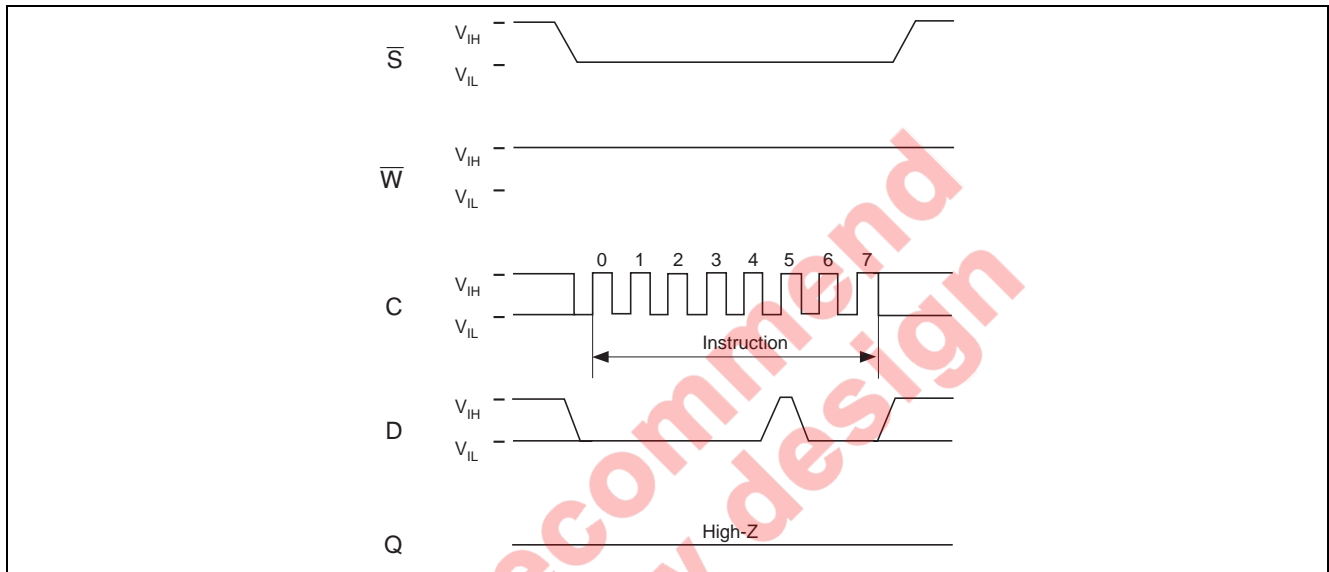 S̅
V_IH
V_IL
W̅
V_IH
V_IL
0 1 2 3 4 5 6 7
C
V_IH
V_IL
Instruction
D
V_IH
V_IL
Q
High-Z
ecommend
design